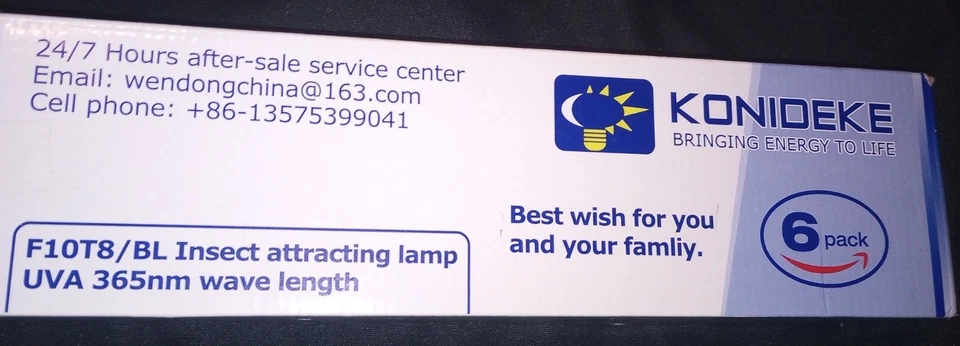 24/7 Hours after-sale service center
Email: wendongchina@163.com
Cell phone: +86-13575399041
KONIDEKE
BRINGING ENERGY TO LIFE
Best wish for you
and your famliy.
6 pack
F10T8/BL Insect attracting lamp
UVA 365nm wave length